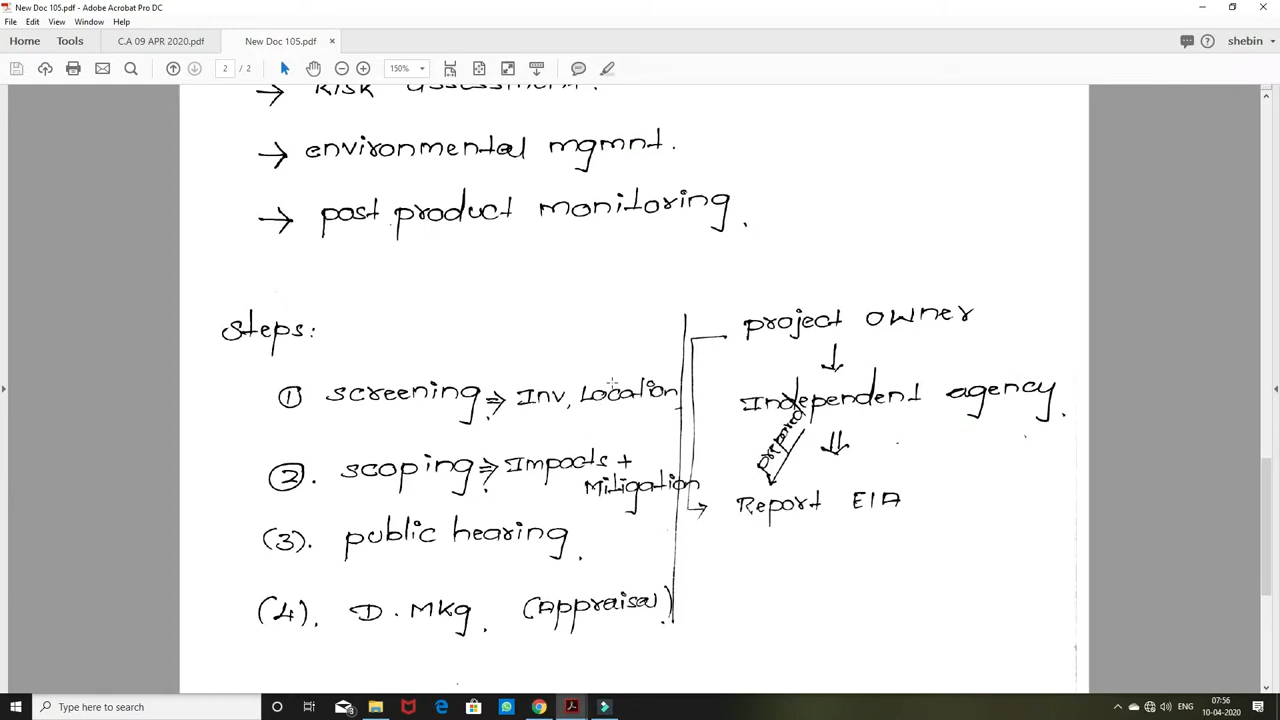 New Doc 105.pdf - Adobe Acrobat Pro DC
File Edit View Window Help
Home Tools C.A 09 APR 2020.pdf New Doc 105.pdf × shebin
2 / 2 150%
→ Risk assessment.
→ environmental mgmnt.
→ post product monitoring.
Steps:
① screening ⇒ Inv, Location
②. scoping ⇒ Impacts +
Mitigation
(3). public hearing.
(4). D. Mkg. (Appraisal)
project owner
Independent agency.
prepared
Report EIA
Type here to search
07:56
10-04-2020